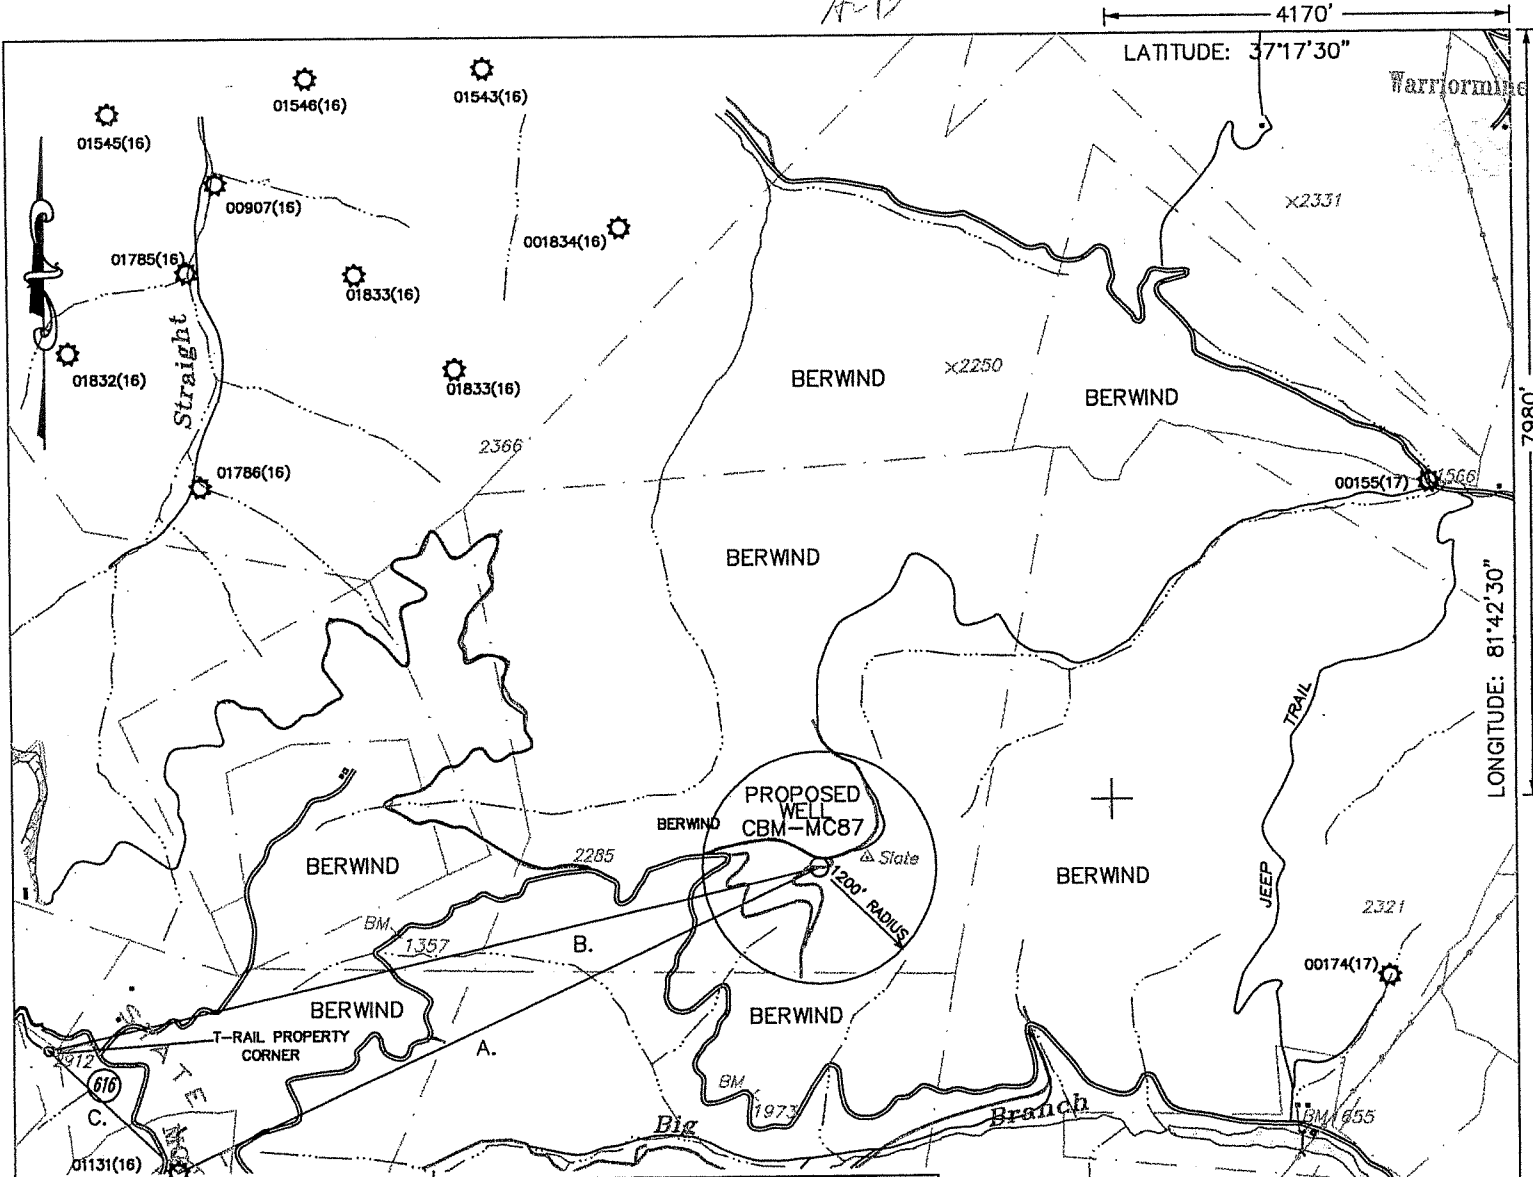 4170'
LATITUDE: 37°17'30"
Warriormine
01546(16)
01543(16)
01545(16)
00907(16)
×2331
001834(16)
01785(16)
01833(16)
7980'
Straight
01832(16)
01833(16)
BERWIND
×2250
BERWIND
2366
01786(16)
00155(17)
1566
BERWIND
LONGITUDE: 81°42'30"
TRAIL
PROPOSED
WELL
CBM-MC87
BERWIND
BERWIND
2285
Slate
1200' RADIUS
BERWIND
JEEP
2321
BM
1357
B.
00174(17)
BERWIND
BERWIND
T-RAIL PROPERTY
CORNER
A.
2912
616
STATE
C.
BM
1973
Big
Branch
BM 1655
01131(16)